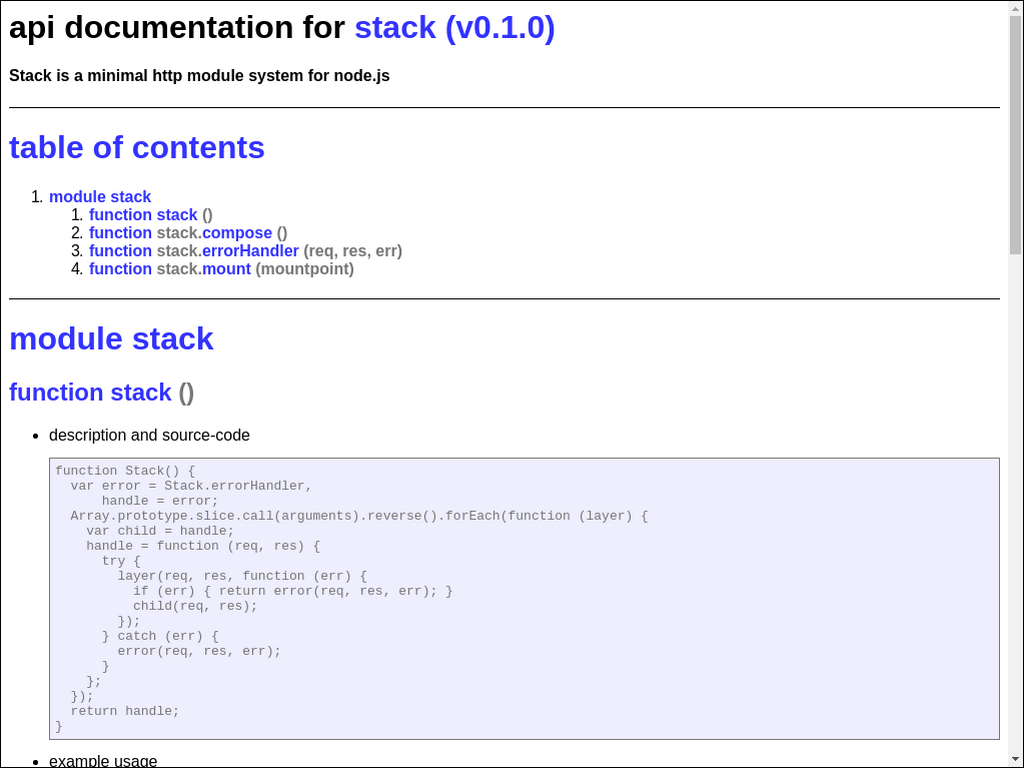 api documentation for stack (v0.1.0)
Stack is a minimal http module system for node.js
table of contents
1. module stack
1. function stack ()
2. function stack.compose ()
3. function stack.errorHandler (req, res, err)
4. function stack.mount (mountpoint)
module stack
function stack ()
• description and source-code
function Stack() {
  var error = Stack.errorHandler,
      handle = error;
  Array.prototype.slice.call(arguments).reverse().forEach(function (layer) {
    var child = handle;
    handle = function (req, res) {
      try {
        layer(req, res, function (err) {
          if (err) { return error(req, res, err); }
          child(req, res);
        });
      } catch (err) {
        error(req, res, err);
      }
    };
  });
  return handle;
}
• example usage